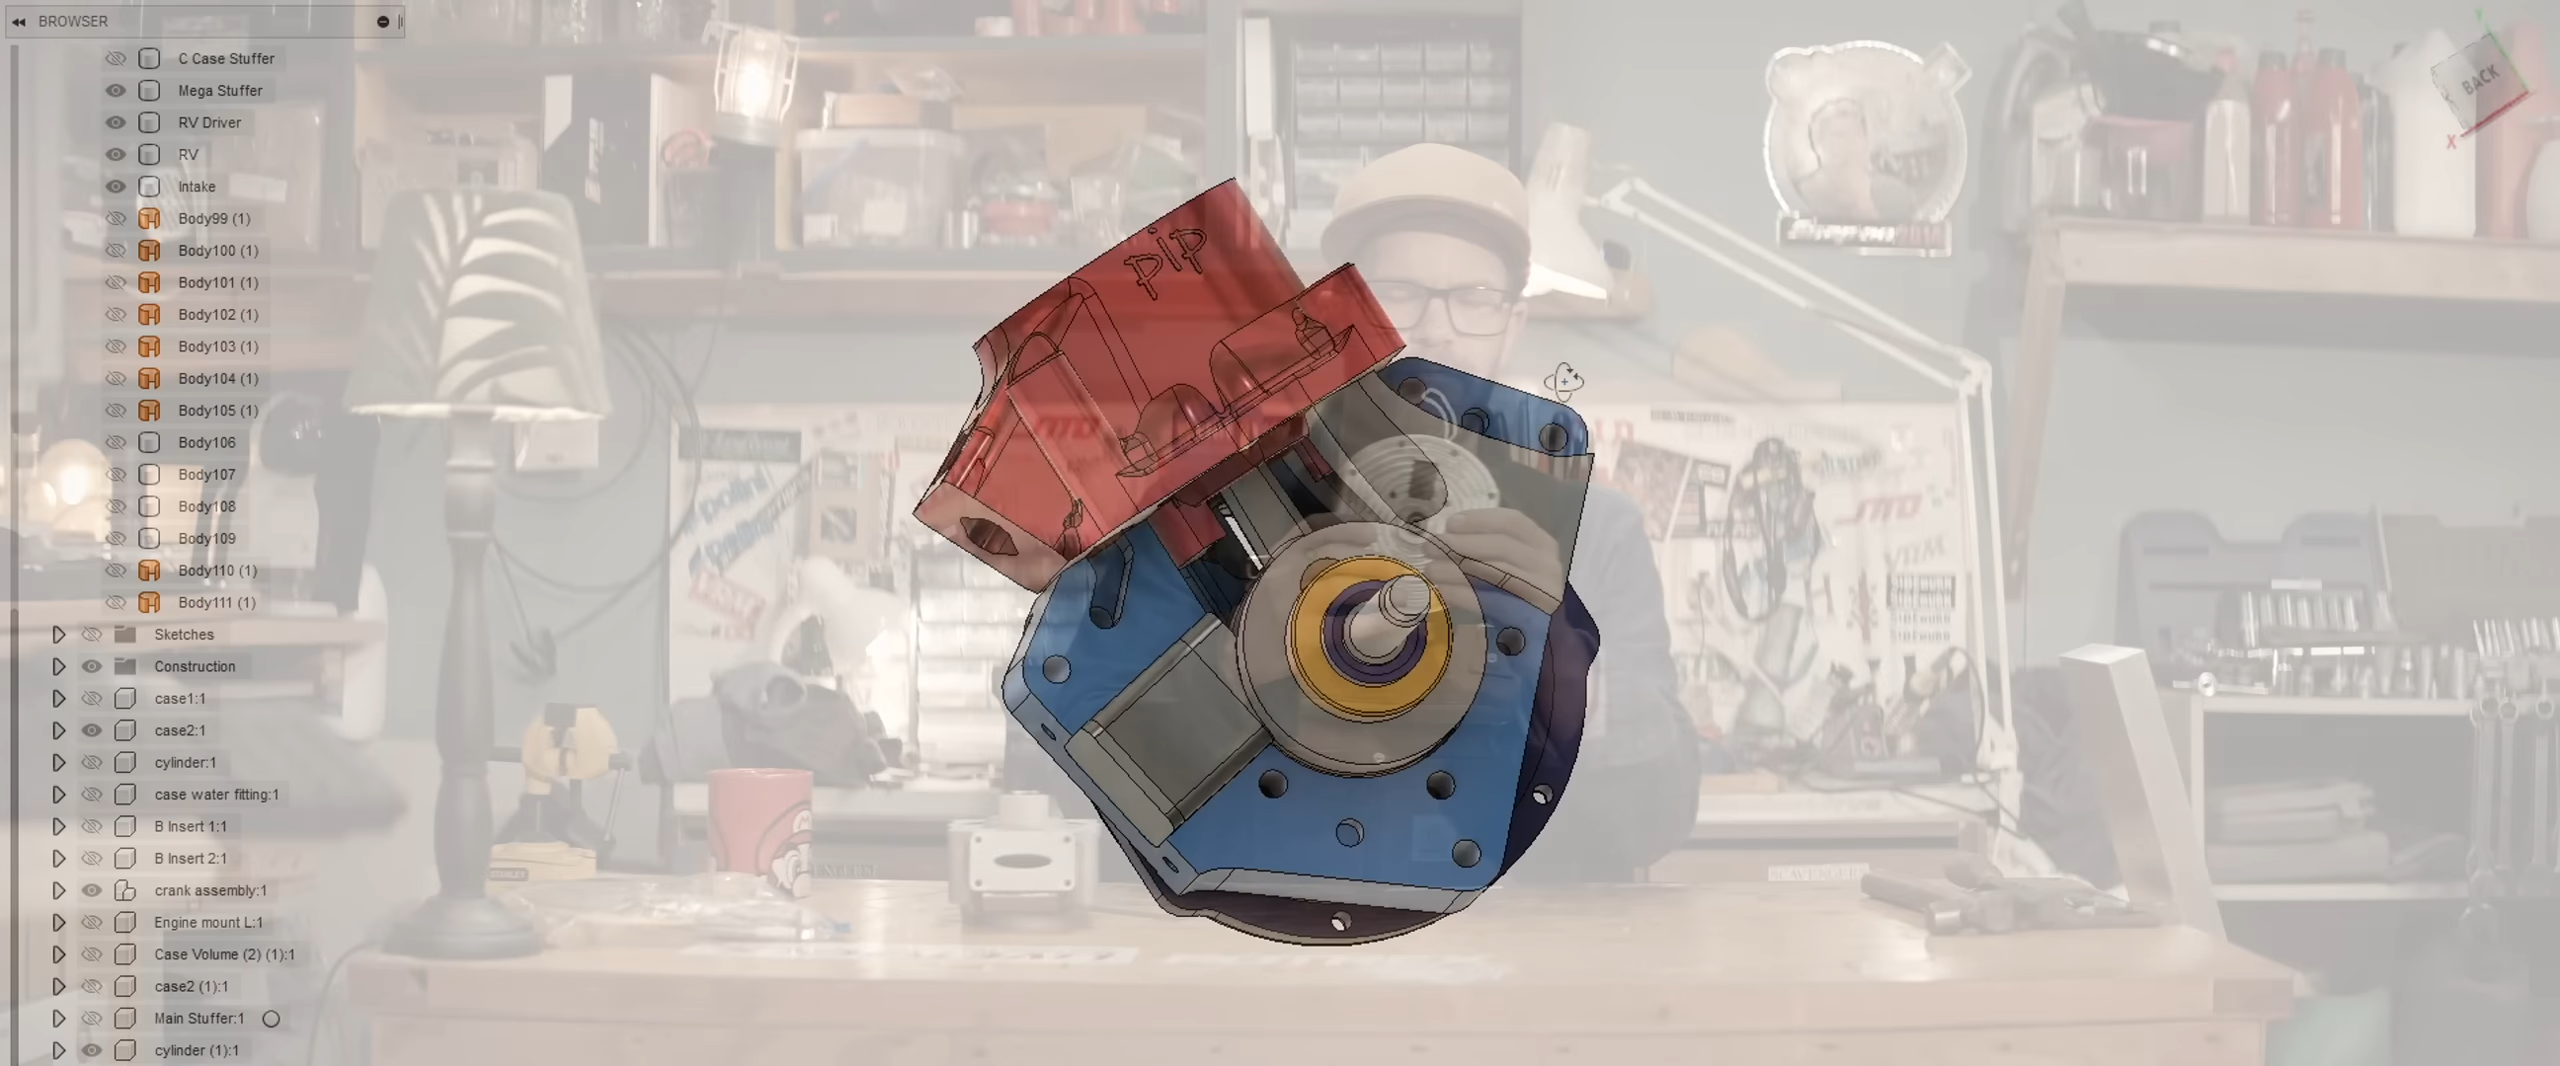 BROWSER
C Case Stuffer
Mega Stuffer
RV Driver
RV
Intake
Body99 (1)
Body100 (1)
Body101 (1)
Body102 (1)
Body103 (1)
Body104 (1)
Body105 (1)
Body106
Body107
Body108
Body109
Body110 (1)
Body111 (1)
Sketches
Construction
case1:1
case2:1
cylinder:1
case water fitting:1
B Insert 1:1
B Insert 2:1
crank assembly:1
Engine mount L:1
Case Volume (2) (1):1
case2 (1):1
Main Stuffer:1
cylinder (1):1
PiP
BACK
X
polini
STANLEY